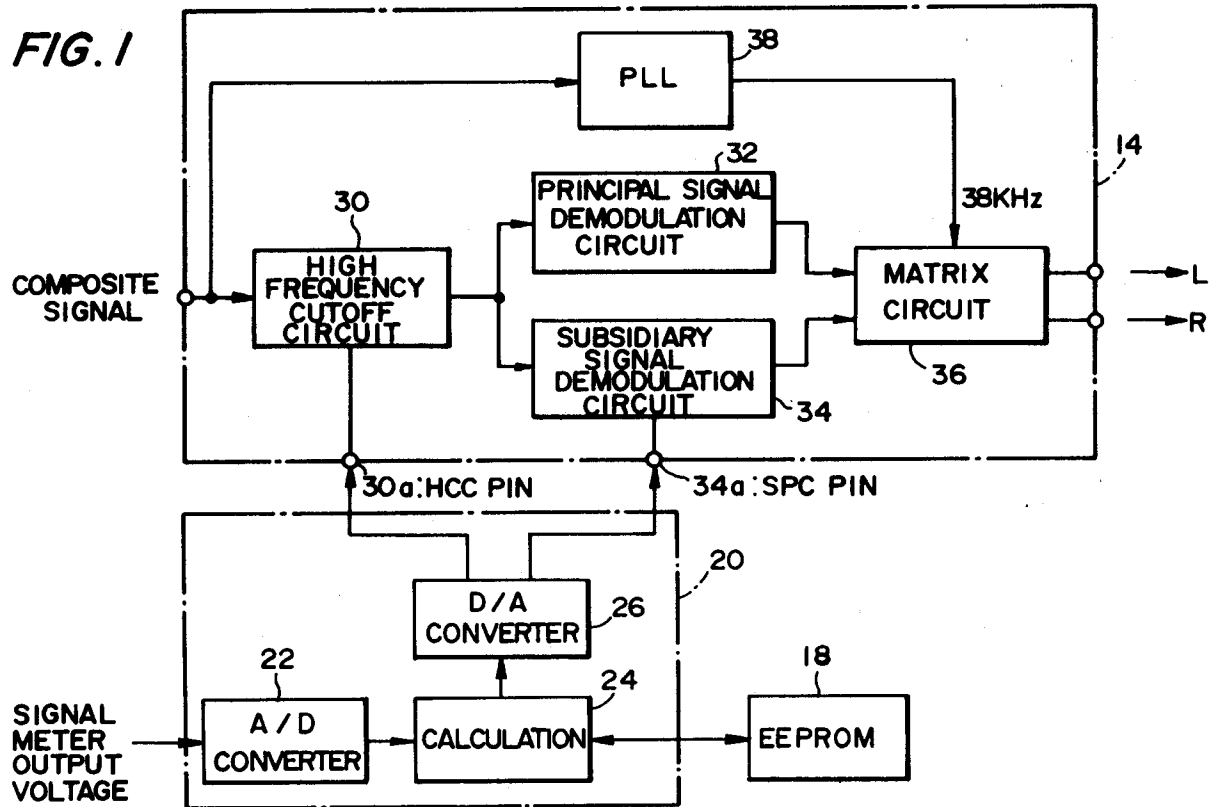 FIG. 1
38
PLL
14
32
PRINCIPAL SIGNAL
DEMODULATION
CIRCUIT
38KHz
30
HIGH
FREQUENCY
CUTOFF
CIRCUIT
COMPOSITE
SIGNAL
MATRIX
CIRCUIT
L
R
36
SUBSIDIARY
SIGNAL
DEMODULATION
CIRCUIT
34
30a:HCC PIN
34a:SPC PIN
20
D/A
CONVERTER
26
22
A/D
CONVERTER
24
CALCULATION
18
EEPROM
SIGNAL
METER
OUTPUT
VOLTAGE